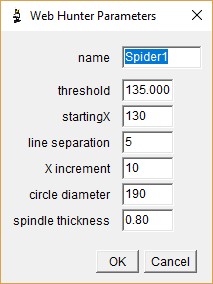 Web Hunter Parameters
name Spider1
threshold 135.000
startingX 130
line separation 5
X increment 10
circle diameter 190
spindle thickness 0.80
OK Cancel